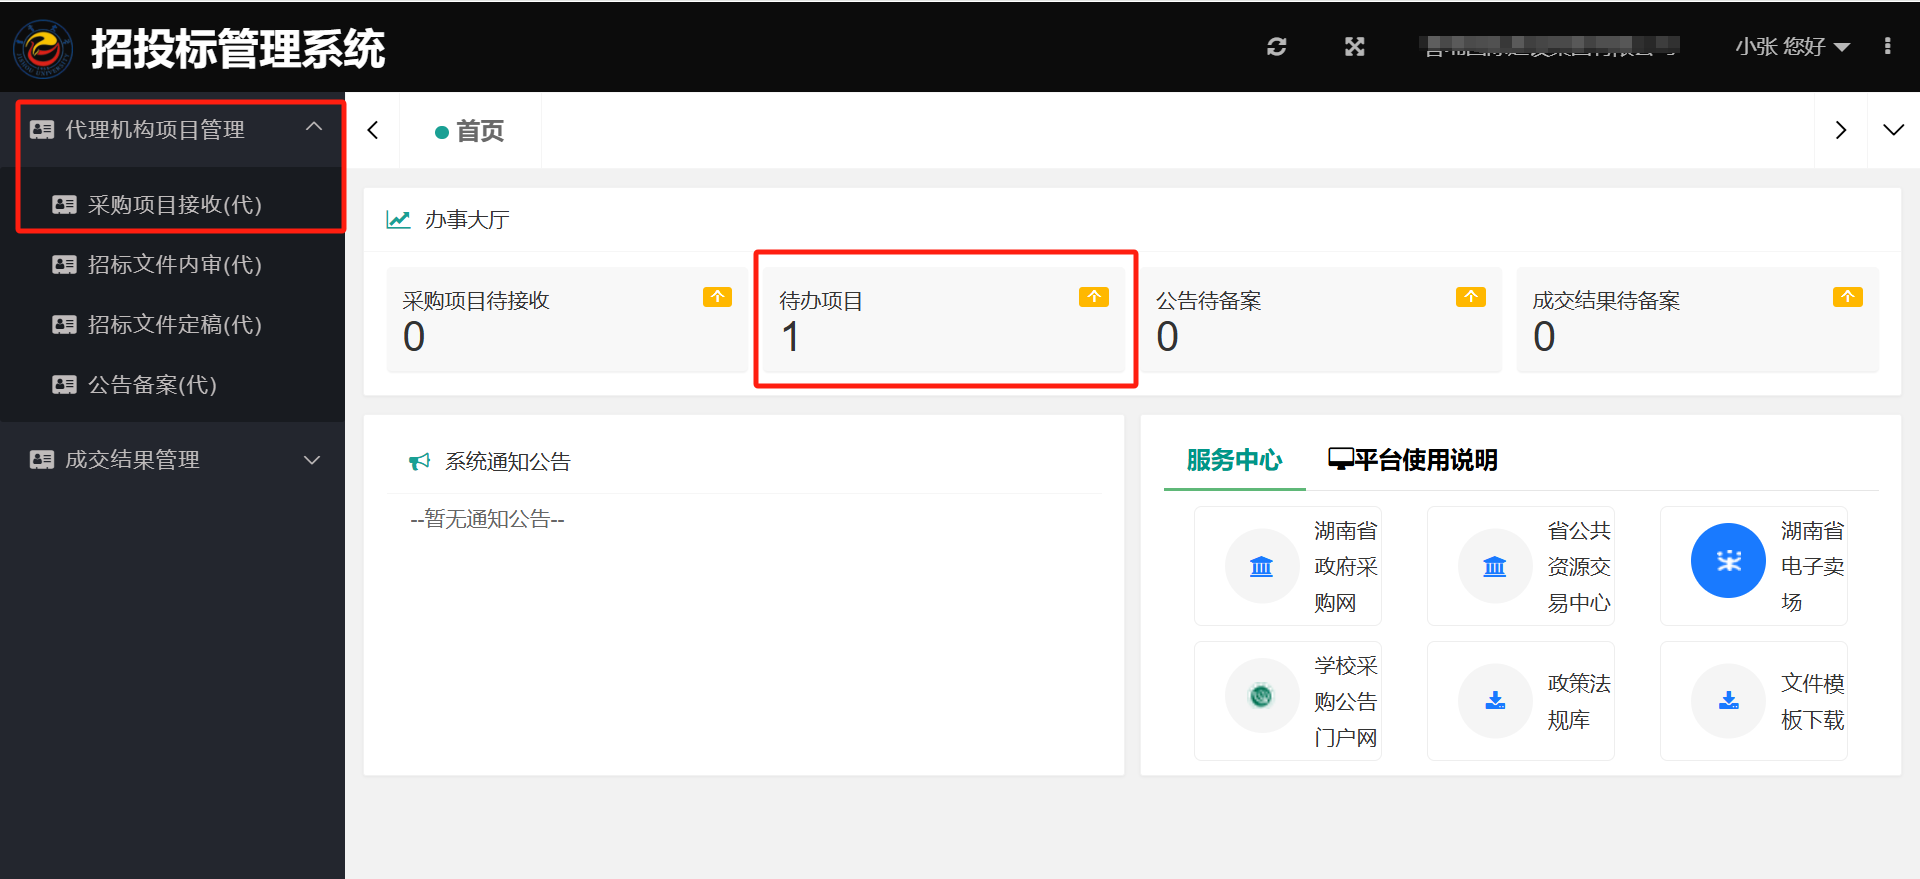 招投标管理系统
小张 您好
代理机构项目管理
采购项目接收(代)
招标文件内审(代)
招标文件定稿(代)
公告备案(代)
成交结果管理
首页
办事大厅
采购项目待接收
0
待办项目
1
公告待备案
0
成交结果待备案
0
系统通知公告
--暂无通知公告--
服务中心
平台使用说明
湖南省
政府采
购网
省公共
资源交
易中心
湖南省
电子卖
场
学校采
购公告
门户网
政策法
规库
文件模
板下载